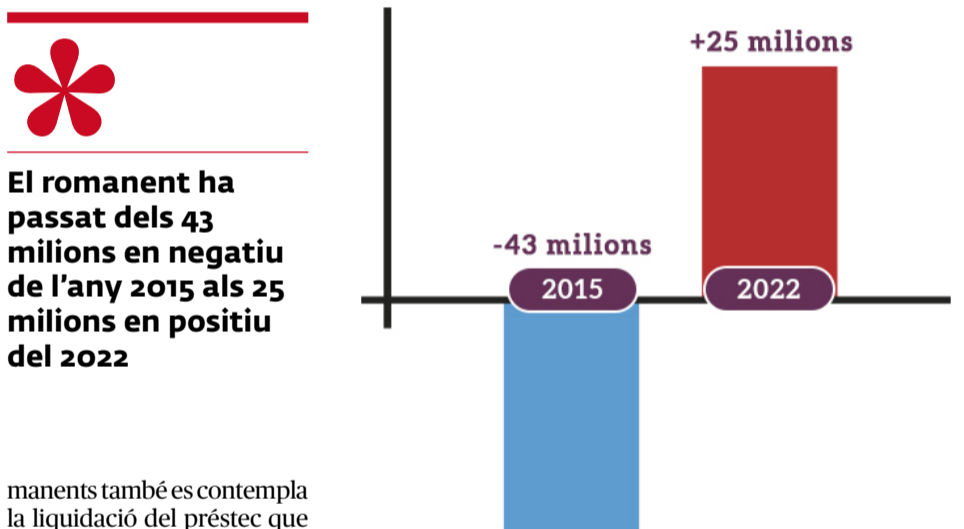 El romanent ha
passat dels 43
milions en negatiu
de l'any 2015 als 25
milions en positiu
del 2022
manents també es contempla
la liquidació del préstec que
+25 milions
-43 milions
2015
2022